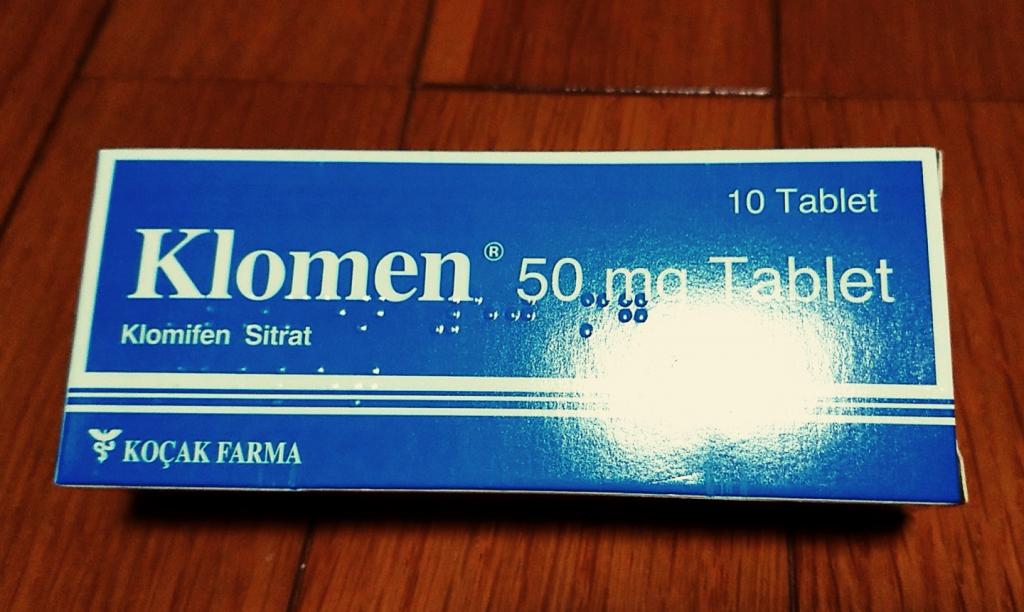 10 Tablet
Klomen® 50 mg Tablet
Klomifen Sitrat
KOÇAK FARMA